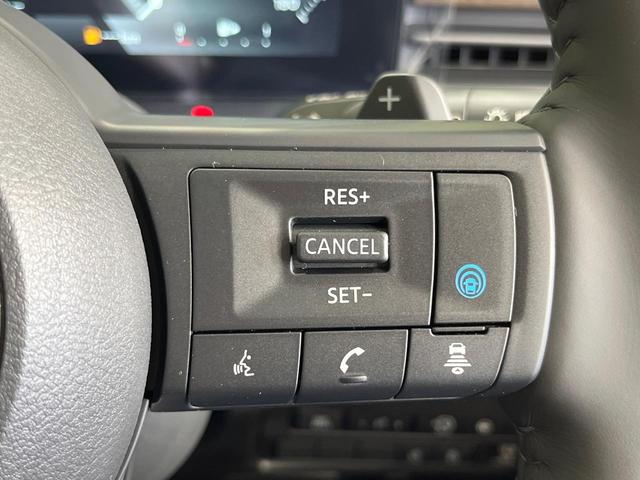 +
RES+
CANCEL
SET-